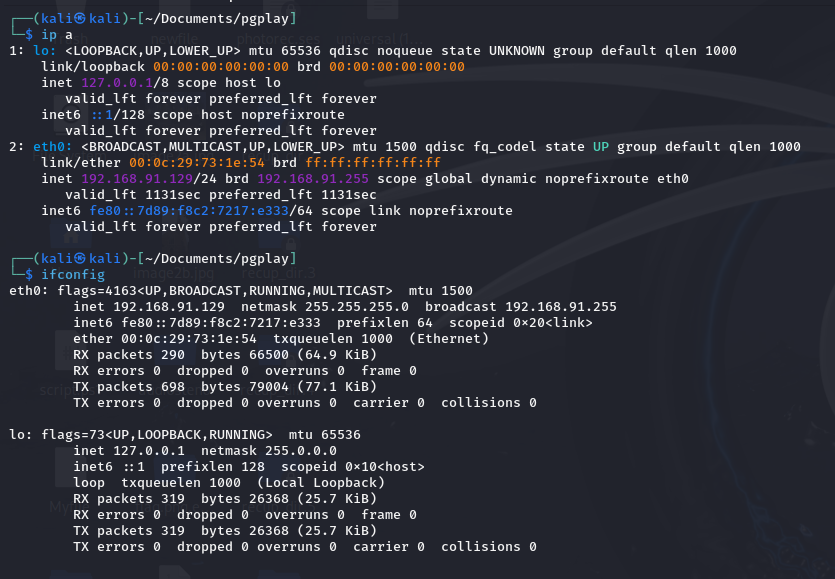 ┌──(kali㉿kali)-[~/Documents/pgplay]
└─$ ip a
1: lo: <LOOPBACK,UP,LOWER_UP> mtu 65536 qdisc noqueue state UNKNOWN group default qlen 1000
    link/loopback 00:00:00:00:00:00 brd 00:00:00:00:00:00
    inet 127.0.0.1/8 scope host lo
       valid_lft forever preferred_lft forever
    inet6 ::1/128 scope host noprefixroute
       valid_lft forever preferred_lft forever
2: eth0: <BROADCAST,MULTICAST,UP,LOWER_UP> mtu 1500 qdisc fq_codel state UP group default qlen 1000
    link/ether 00:0c:29:73:1e:54 brd ff:ff:ff:ff:ff:ff
    inet 192.168.91.129/24 brd 192.168.91.255 scope global dynamic noprefixroute eth0
       valid_lft 1131sec preferred_lft 1131sec
    inet6 fe80::7d89:f8c2:7217:e333/64 scope link noprefixroute
       valid_lft forever preferred_lft forever

┌──(kali㉿kali)-[~/Documents/pgplay]
└─$ ifconfig
eth0: flags=4163<UP,BROADCAST,RUNNING,MULTICAST>  mtu 1500
        inet 192.168.91.129  netmask 255.255.255.0  broadcast 192.168.91.255
        inet6 fe80::7d89:f8c2:7217:e333  prefixlen 64  scopeid 0×20<link>
        ether 00:0c:29:73:1e:54  txqueuelen 1000  (Ethernet)
        RX packets 290  bytes 66500 (64.9 KiB)
        RX errors 0  dropped 0  overruns 0  frame 0
        TX packets 698  bytes 79004 (77.1 KiB)
        TX errors 0  dropped 0 overruns 0  carrier 0  collisions 0

lo: flags=73<UP,LOOPBACK,RUNNING>  mtu 65536
        inet 127.0.0.1  netmask 255.0.0.0
        inet6 ::1  prefixlen 128  scopeid 0×10<host>
        loop  txqueuelen 1000  (Local Loopback)
        RX packets 319  bytes 26368 (25.7 KiB)
        RX errors 0  dropped 0  overruns 0  frame 0
        TX packets 319  bytes 26368 (25.7 KiB)
        TX errors 0  dropped 0 overruns 0  carrier 0  collisions 0